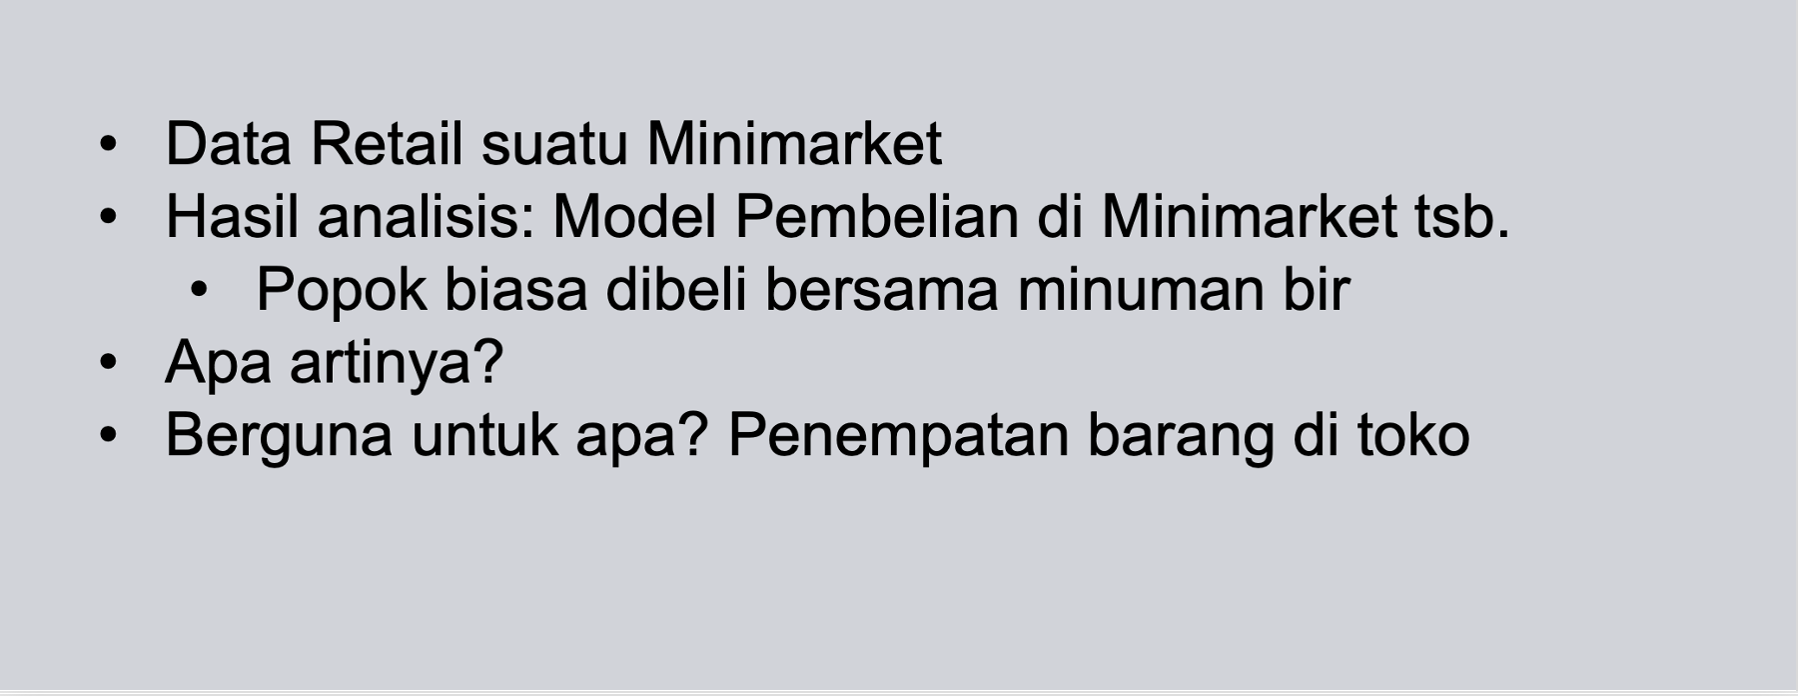 • Data Retail suatu Minimarket
• Hasil analisis: Model Pembelian di Minimarket tsb.
• Popok biasa dibeli bersama minuman bir
• Apa artinya?
• Berguna untuk apa? Penempatan barang di toko